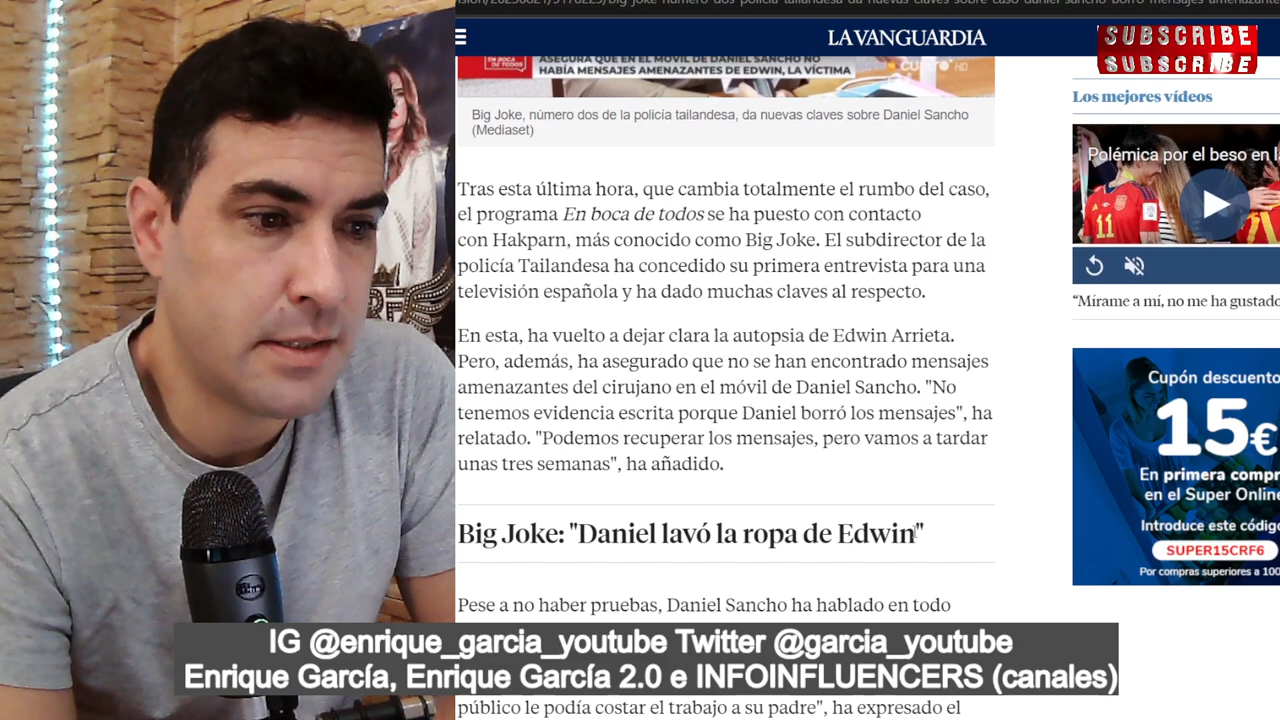 LA VANGUARDIA
SUBSCRIBE
SUBSCRIBE
ASEGURA QUE EN EL MÓVIL DE DANIEL SANCHO NO
HABÍA MENSAJES AMENAZANTES DE EDWIN, LA VÍCTIMA
Big Joke, número dos de la policía tailandesa, da nuevas claves sobre Daniel Sancho
(Mediaset)
Tras esta última hora, que cambia totalmente el rumbo del caso,
el programa En boca de todos se ha puesto con contacto
con Hakparn, más conocido como Big Joke. El subdirector de la
policía Tailandesa ha concedido su primera entrevista para una
televisión española y ha dado muchas claves al respecto.
En esta, ha vuelto a dejar clara la autopsia de Edwin Arrieta.
Pero, además, ha asegurado que no se han encontrado mensajes
amenazantes del cirujano en el móvil de Daniel Sancho. "No
tenemos evidencia escrita porque Daniel borró los mensajes", ha
relatado. "Podemos recuperar los mensajes, pero vamos a tardar
unas tres semanas", ha añadido.
Big Joke: "Daniel lavó la ropa de Edwin"
Pese a no haber pruebas, Daniel Sancho ha hablado en todo
público le podía costar el trabajo a su padre", ha expresado el
Los mejores vídeos
Polémica por el beso en la
11
“Mírame a mí, no me ha gustado
Cupón descuento
15€
En primera compr
en el Super Online
Introduce este códig
SUPER15CRF6
Por compras superiores a 100
IG @enrique_garcia_youtube Twitter @garcia_youtube
Enrique García, Enrique García 2.0 e INFOINFLUENCERS (canales)